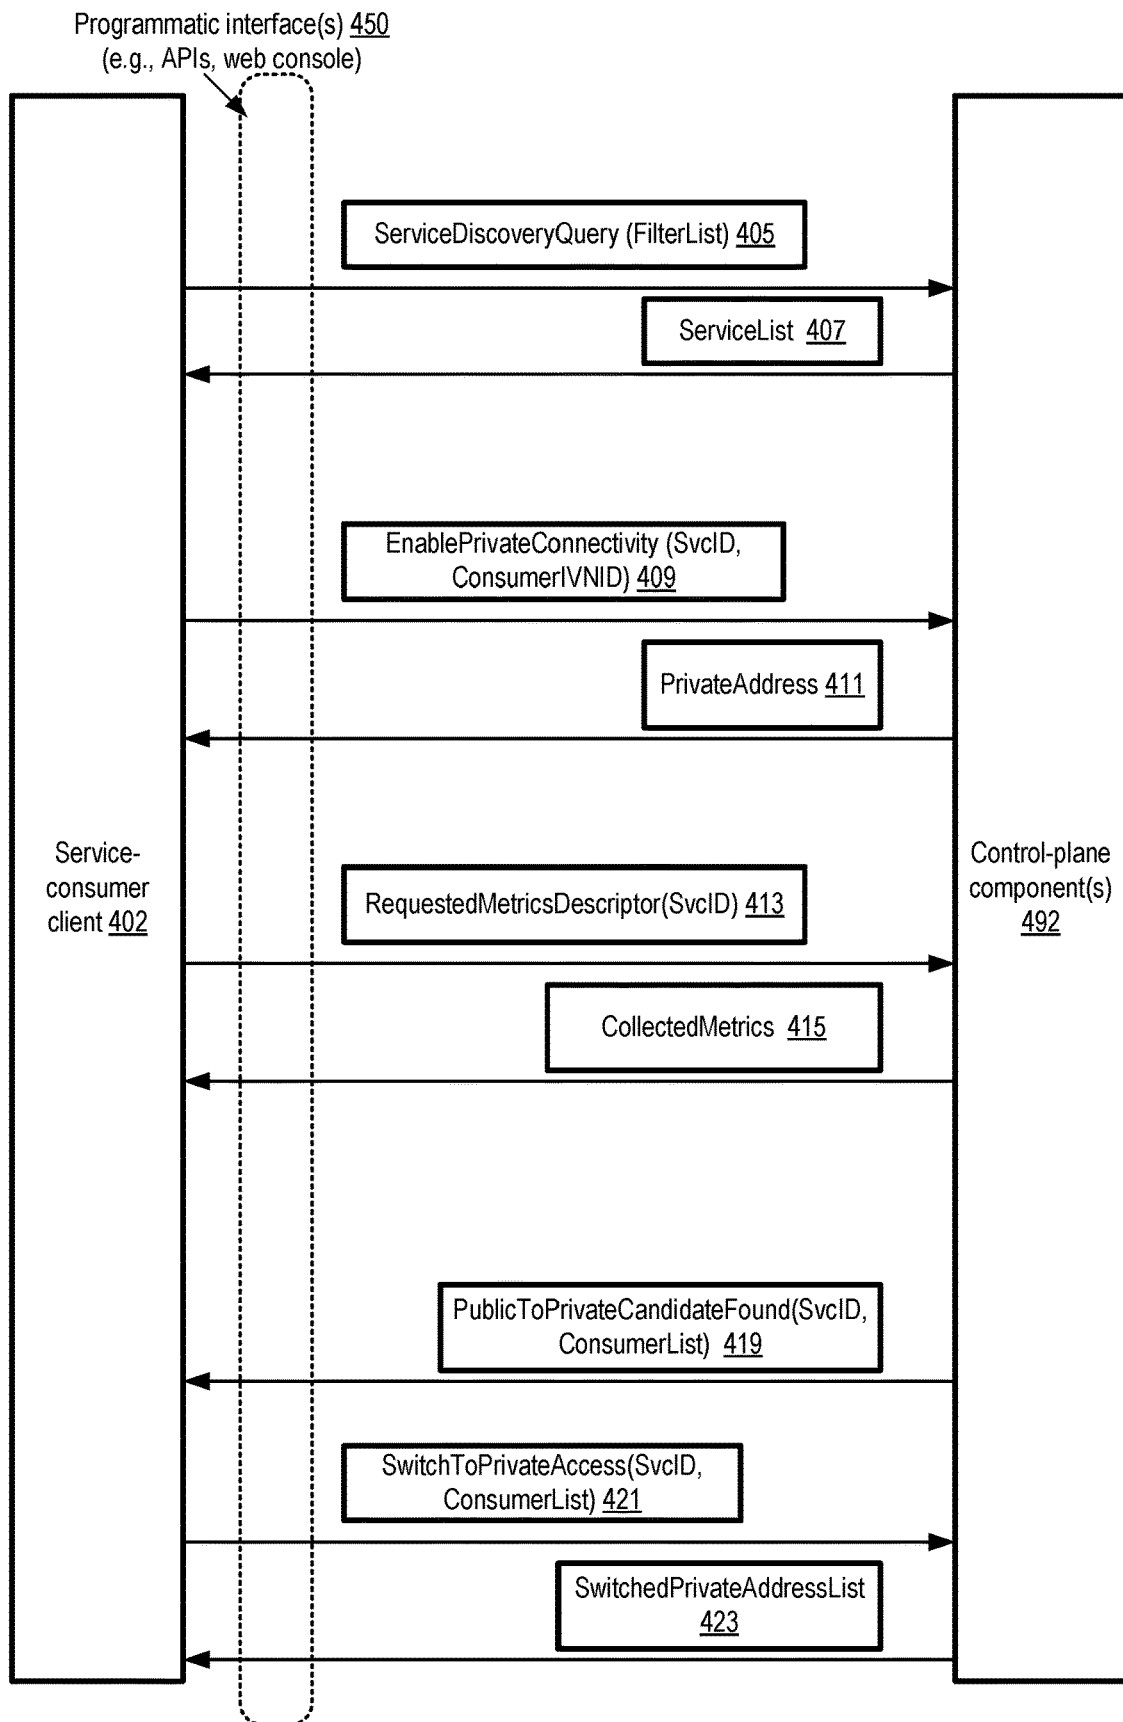 Programmatic interface(s) 450
(e.g., APIs, web console)
ServiceDiscoveryQuery (FilterList) 405
ServiceList 407
EnablePrivateConnectivity (SvcID,
ConsumerIVNID) 409
PrivateAddress 411
Service-
consumer
client 402
Control-plane
component(s)
492
RequestedMetricsDescriptor(SvcID) 413
CollectedMetrics 415
PublicToPrivateCandidateFound(SvcID,
ConsumerList) 419
SwitchToPrivateAccess(SvcID,
ConsumerList) 421
SwitchedPrivateAddressList
423